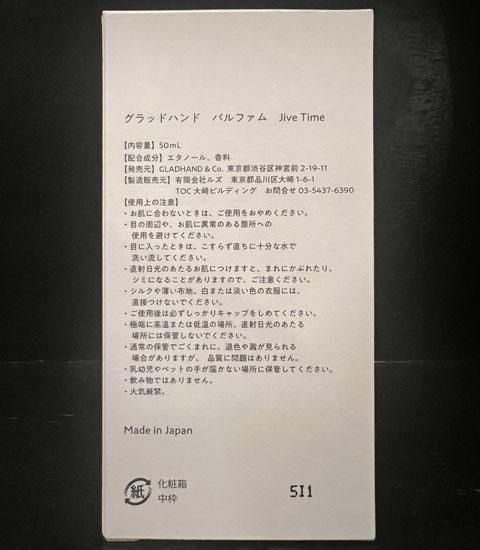 グラッドハンド　パルファム　Jive Time
【内容量】50mL
【配合成分】エタノール、香料
【発売元】GLADHAND & Co. 東京都渋谷区神宮前 2-19-11
【製造販売元】有限会社ルズ　東京都品川区大崎 1-6-1
TOC 大崎ビルディング　お問合せ 03-5437-6390
【使用上の注意】
・お肌に合わないときは、ご使用をおやめください。
・目の周辺や、お肌に異常のある箇所への
使用を避けてください。
・目に入ったときは、こすらず直ちに十分な水で
洗い流してください。
・直射日光のあたるお肌につけますと、まれにかぶれたり、
シミになることがありますので、ご注意ください。
・シルクや薄い布地、白または淡い色の衣服には、
直接つけないでください。
・ご使用後は必ずしっかりキャップをしめてください。
・極端に高温または低温の場所、直射日光のあたる
場所には保管しないでください。
・通常の保管でごくまれに、退色や澱が見られる
場合がありますが、品質に問題はありません。
・乳幼児やペットの手が届かない場所に保管してください。
・飲み物ではありません。
・火気厳禁。
Made in Japan
紙 化粧箱
中枠
5I1